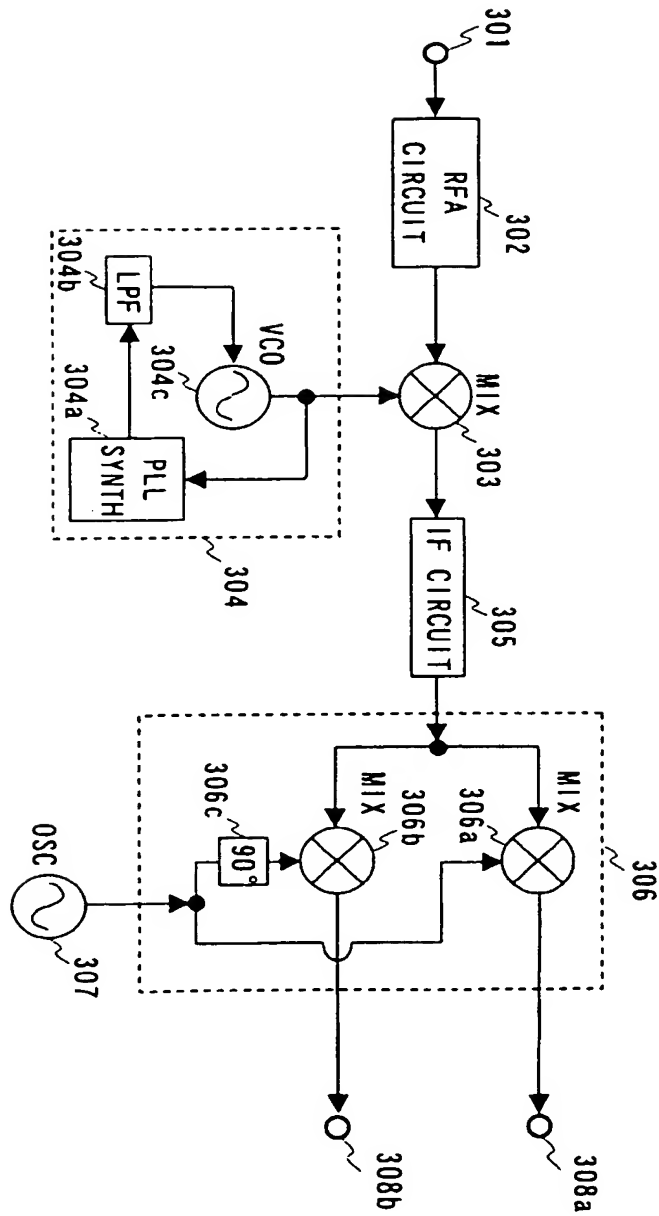 301
RFA
CIRCUIT
302
MIX
303
304
304a
PLL
SYNTH
304b
LPF
VCO
304c
305
IF CIRCUIT
306
MIX
306a
MIX
306b
306c
90°
OSC
307
308a
308b